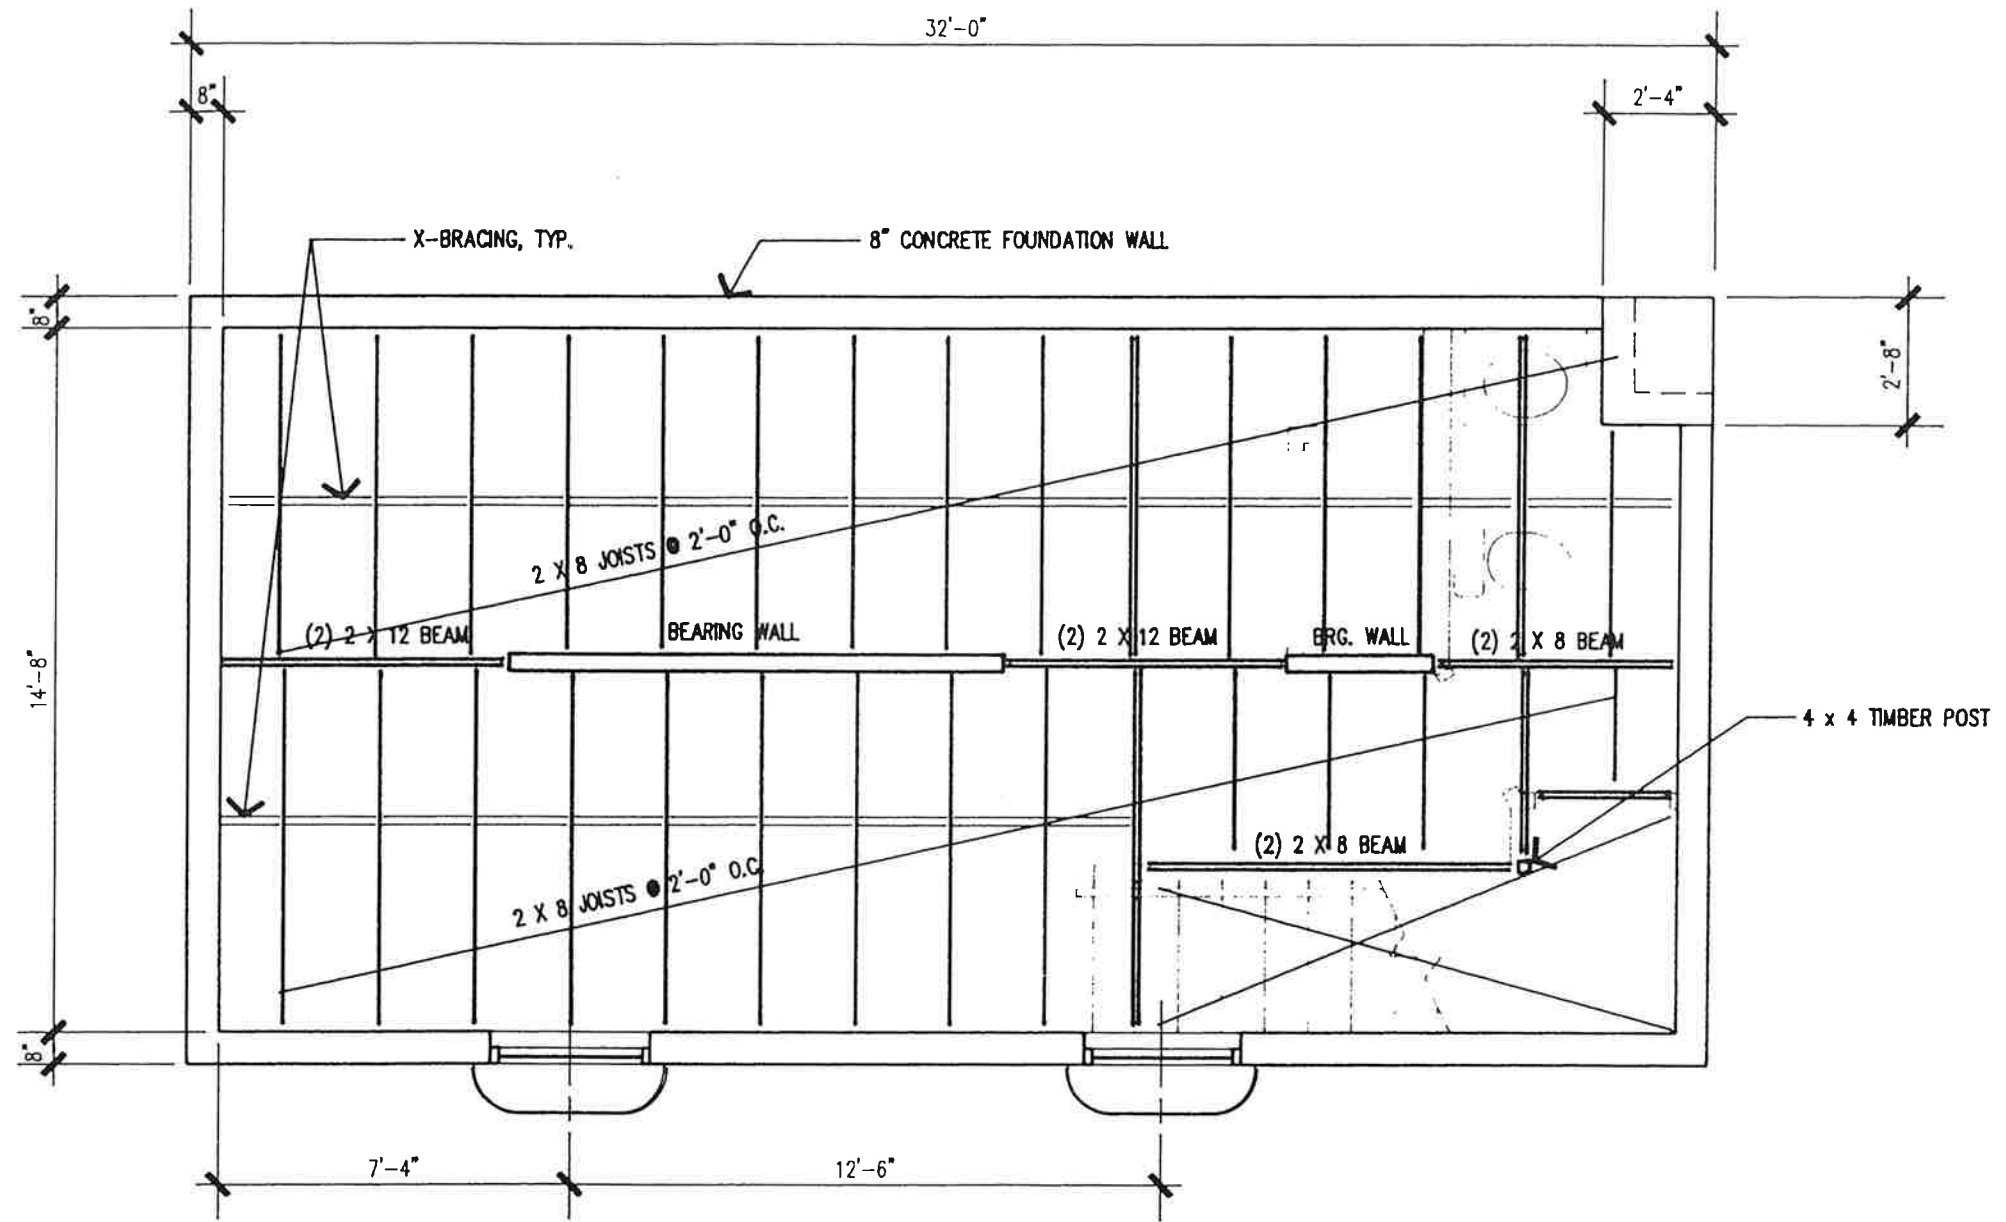 32'-0"
8"
2'-4"
X-BRACING, TYP.
8" CONCRETE FOUNDATION WALL
8"
2'-8"
2 X 8 JOISTS @ 2'-0" O.C.
(2) 2 X 12 BEAM
BEARING WALL
(2) 2 X 12 BEAM
BRG. WALL
(2) 2 X 8 BEAM
14'-8"
4 x 4 TIMBER POST
(2) 2 X 8 BEAM
2 X 8 JOISTS @ 2'-0" O.C.
8"
7'-4"
12'-6"